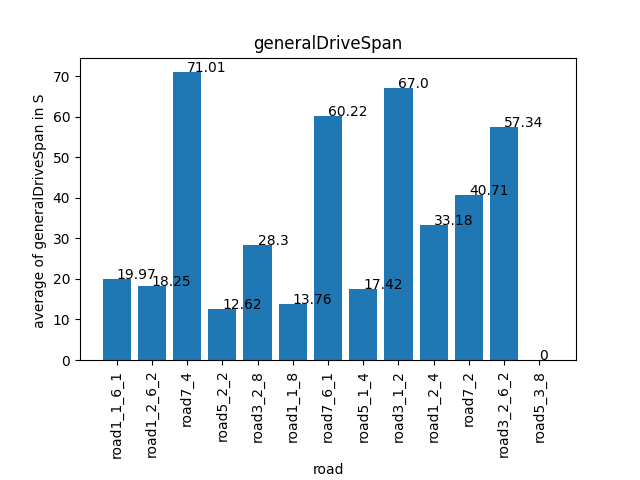 generalDriveSpan
average of generalDriveSpan in S
70
60
50
40
30
20
10
0
19.97
18.25
71.01
12.62
28.3
13.76
60.22
17.42
67.0
33.18
40.71
57.34
0
road1_1_6_1
road1_2_6_2
road7_4
road5_2_2
road3_2_8
road1_1_8
road7_6_1
road5_1_4
road3_1_2
road1_2_4
road7_2
road3_2_6_2
road5_3_8
road